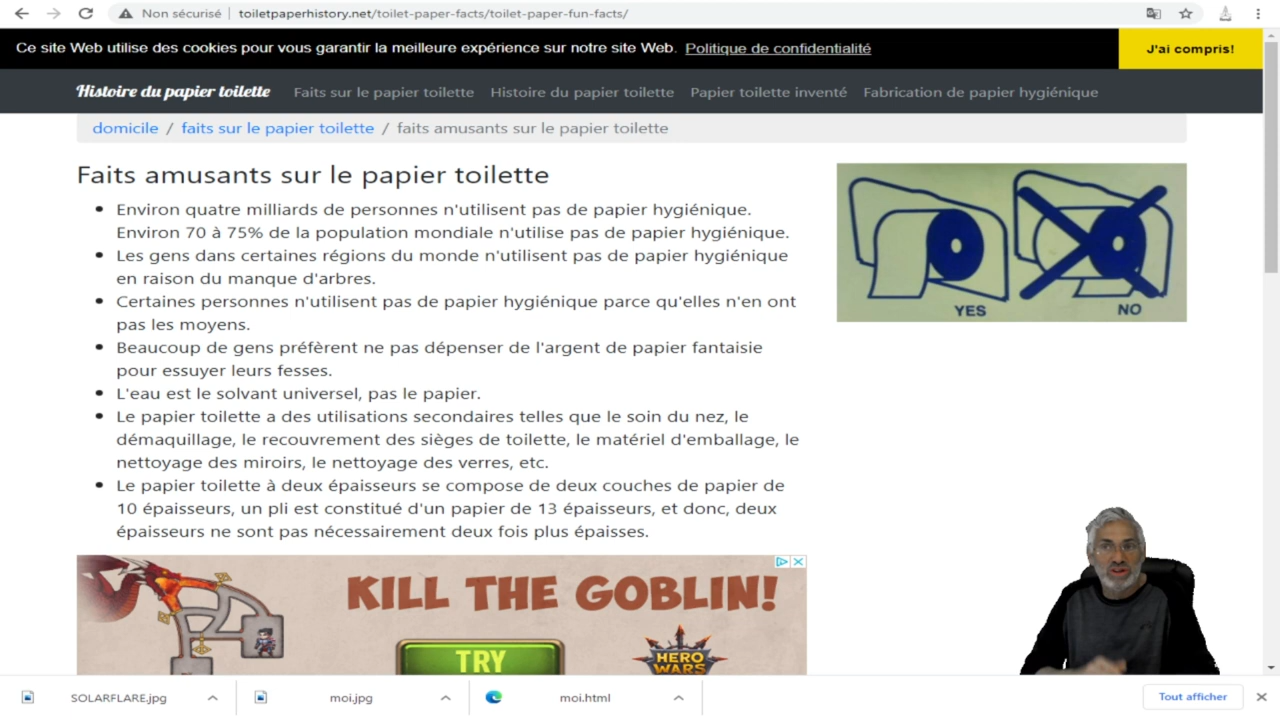 Non sécurisé | toiletpaperhistory.net/toilet-paper-facts/toilet-paper-fun-facts/
Ce site Web utilise des cookies pour vous garantir la meilleure expérience sur notre site Web. Politique de confidentialité
J'ai compris!
Histoire du papier toilette Faits sur le papier toilette Histoire du papier toilette Papier toilette inventé Fabrication de papier hygiénique
domicile / faits sur le papier toilette / faits amusants sur le papier toilette
Faits amusants sur le papier toilette
Environ quatre milliards de personnes n'utilisent pas de papier hygiénique.
Environ 70 à 75% de la population mondiale n'utilise pas de papier hygiénique.
Les gens dans certaines régions du monde n'utilisent pas de papier hygiénique
en raison du manque d'arbres.
Certaines personnes n'utilisent pas de papier hygiénique parce qu'elles n'en ont
pas les moyens.
Beaucoup de gens préfèrent ne pas dépenser de l'argent de papier fantaisie
pour essuyer leurs fesses.
L'eau est le solvant universel, pas le papier.
Le papier toilette a des utilisations secondaires telles que le soin du nez, le
démaquillage, le recouvrement des sièges de toilette, le matériel d'emballage, le
nettoyage des miroirs, le nettoyage des verres, etc.
Le papier toilette à deux épaisseurs se compose de deux couches de papier de
10 épaisseurs, un pli est constitué d'un papier de 13 épaisseurs, et donc, deux
épaisseurs ne sont pas nécessairement deux fois plus épaisses.
YES
NO
KILL THE GOBLIN!
TRY
HERO
WARS
SOLARFLARE.jpg
moi.jpg
moi.html
Tout afficher